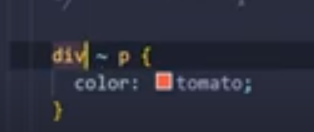 */
div ~ p {
color: tomato;
}